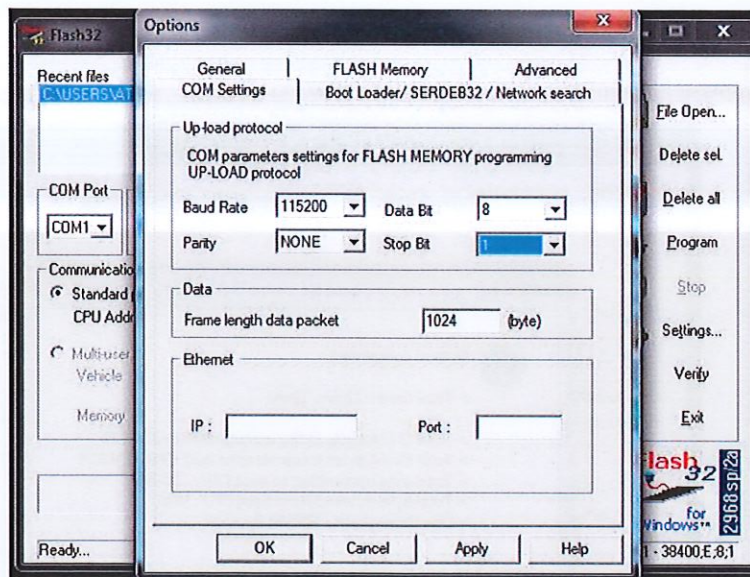 Flash32
Options
Recent files
C:\USERS\AT
COM Port
COM1
Communicatio
Standard
CPU Addr
Multi-user
Vehicle
Memory
Ready...
General
FLASH Memory
Advanced
COM Settings
Boot Loader/ SERDEB32 / Network search
Up-load protocol
COM parameters settings for FLASH MEMORY programming
UP-LOAD protocol
Baud Rate 115200 Data Bit 8
Parity NONE Stop Bit 1
Data
Frame length data packet 1024 (byte)
Ethernet
IP : Port :
OK Cancel Apply Help
File Open...
Delete sel.
Delete all
Program
Stop
Settings...
Verify
Exit
lash
32
for
Windows™
2968sp/2a
1 - 38400,E,8;1